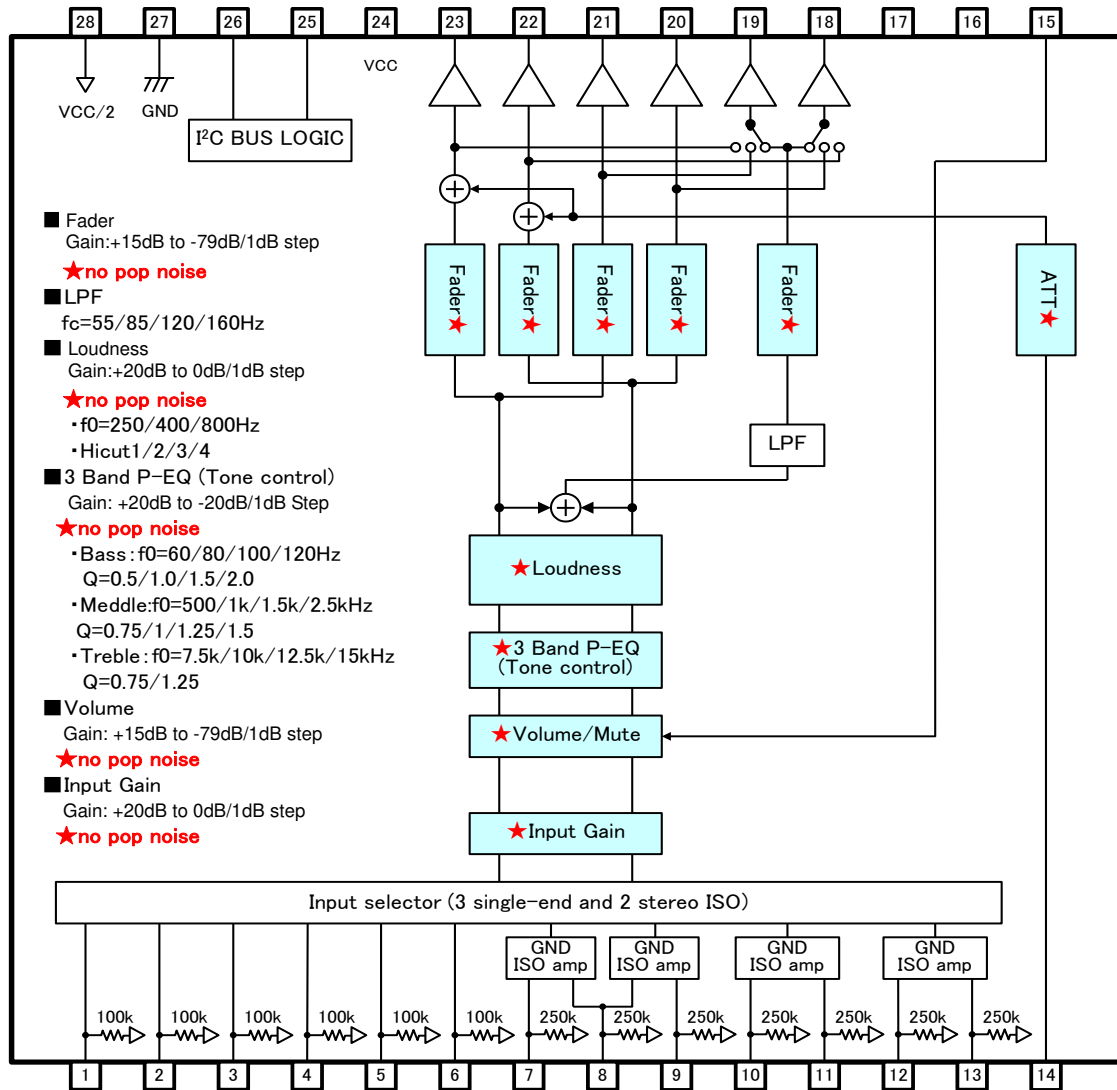 28 27 26 25 24 23 22 21 20 19 18 17 16 15
VCC
VCC/2
GND
I²C BUS LOGIC
■ Fader
Gain:+15dB to -79dB/1dB step
★no pop noise
■LPF
fc=55/85/120/160Hz
■ Loudness
Gain:+20dB to 0dB/1dB step
★no pop noise
・f0=250/400/800Hz
・Hicut1/2/3/4
■3 Band P-EQ (Tone control)
Gain: +20dB to -20dB/1dB Step
★no pop noise
・Bass:f0=60/80/100/120Hz
Q=0.5/1.0/1.5/2.0
・Meddle:f0=500/1k/1.5k/2.5kHz
Q=0.75/1/1.25/1.5
・Treble:f0=7.5k/10k/12.5k/15kHz
Q=0.75/1.25
■Volume
Gain: +15dB to -79dB/1dB step
★no pop noise
■Input Gain
Gain: +20dB to 0dB/1dB step
★no pop noise
Fader★
Fader★
Fader★
Fader★
Fader★
ATT★
LPF
★Loudness
★3 Band P-EQ
(Tone control)
★Volume/Mute
★Input Gain
Input selector (3 single-end and 2 stereo ISO)
GND
ISO amp
GND
ISO amp
GND
ISO amp
GND
ISO amp
100k 100k 100k 100k 100k 100k 250k 250k 250k 250k 250k 250k 250k
1 2 3 4 5 6 7 8 9 10 11 12 13 14